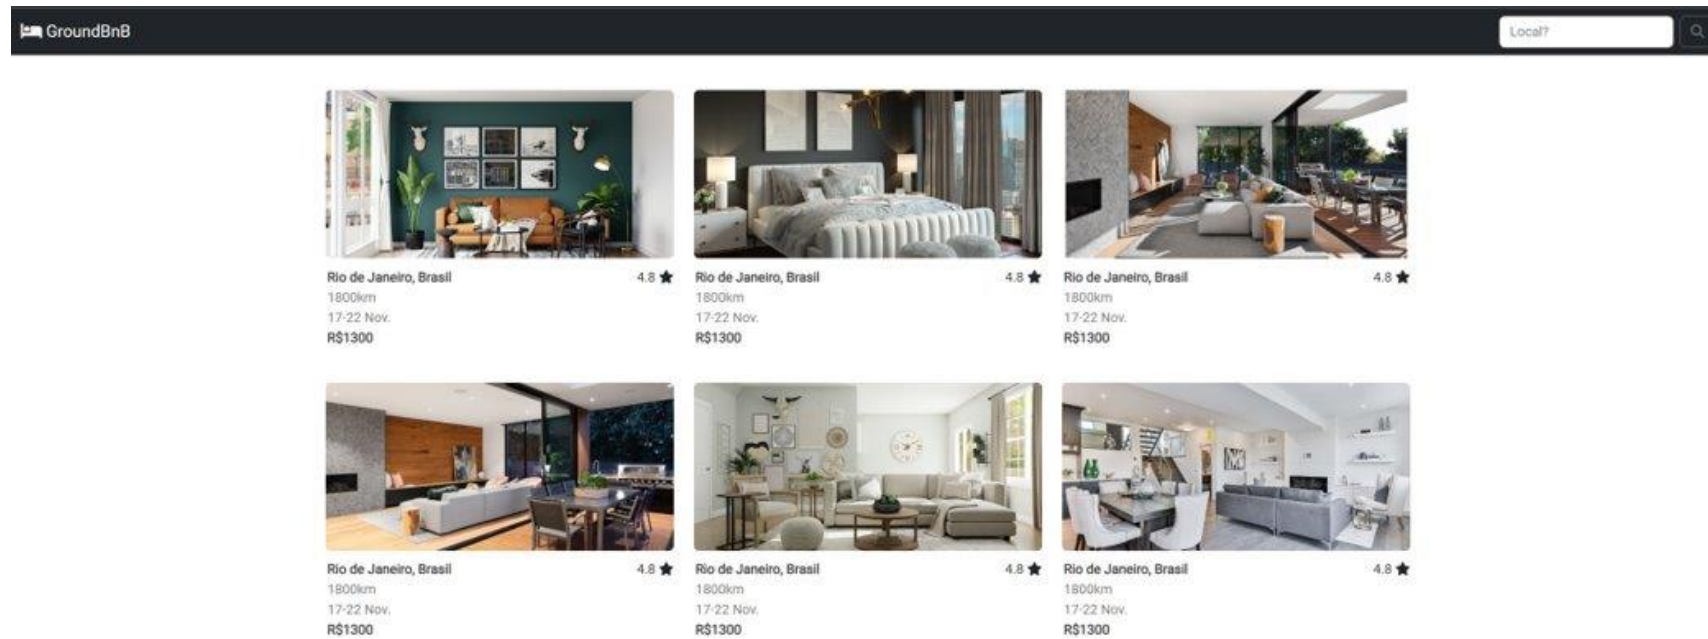 GroundBnB
Local?
Rio de Janeiro, Brasil 4.8
1800km
17-22 Nov.
R$1300
Rio de Janeiro, Brasil 4.8
1800km
17-22 Nov.
R$1300
Rio de Janeiro, Brasil 4.8
1800km
17-22 Nov.
R$1300
Rio de Janeiro, Brasil 4.8
1800km
17-22 Nov.
R$1300
Rio de Janeiro, Brasil 4.8
1800km
17-22 Nov.
R$1300
Rio de Janeiro, Brasil 4.8
1800km
17-22 Nov.
R$1300